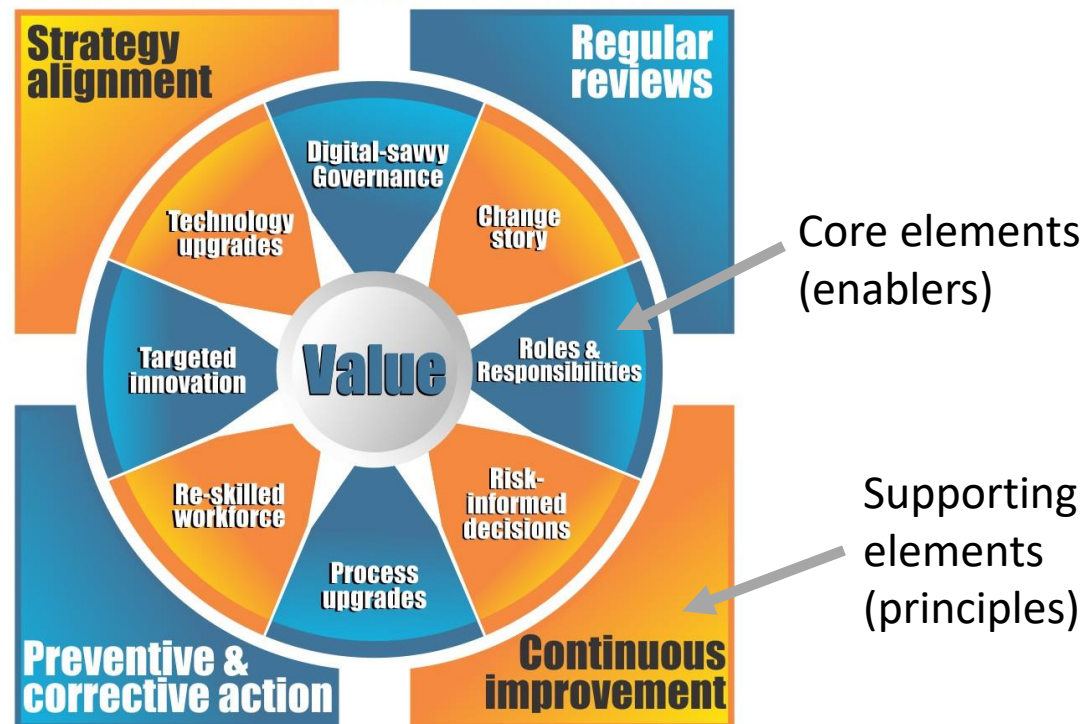 Strategy
alignment
Regular
reviews
Digital-savvy
Governance
Technology
upgrades
Change
story
Core elements
(enablers)
Targeted
innovation
Value
Roles &
Responsibilities
Re-skilled
workforce
Risk-
informed
decisions
Process
upgrades
Supporting
elements
(principles)
Preventive &
corrective action
Continuous
improvement